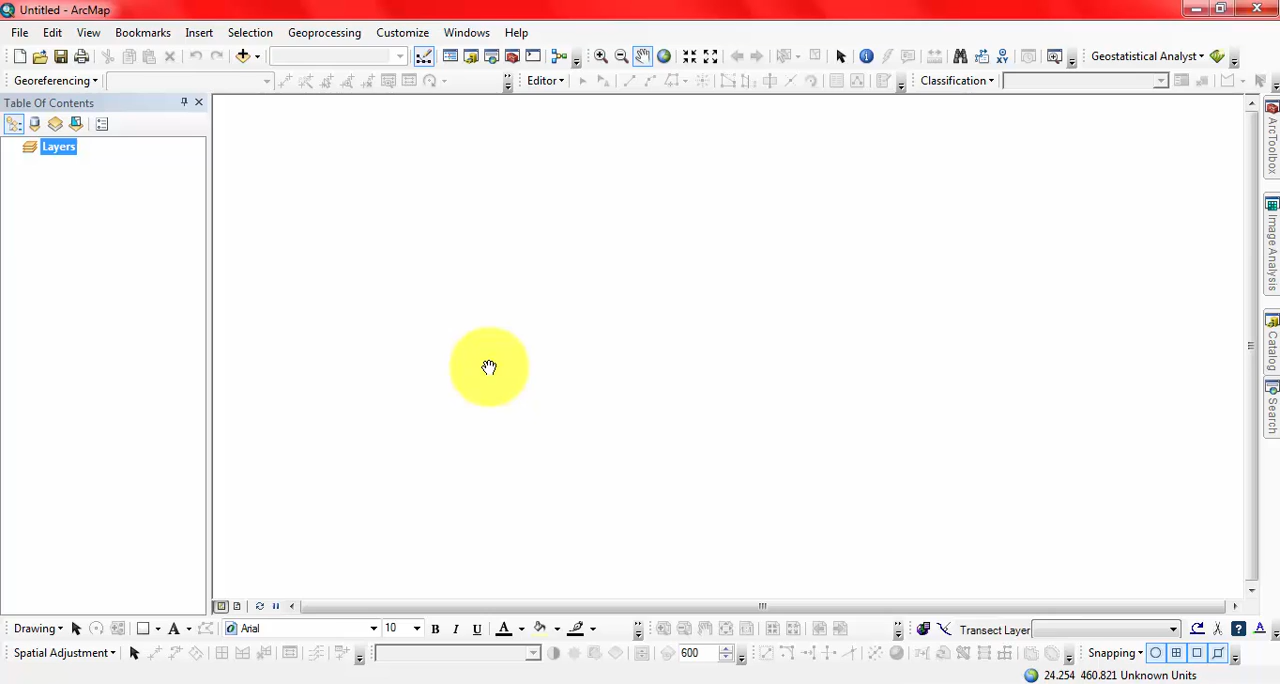 Untitled - ArcMap
File Edit View Bookmarks Insert Selection Geoprocessing Customize Windows Help
Geostatistical Analyst
Georeferencing Editor Classification
Table Of Contents
Layers
ArcToolbox
Image Analysis
Catalog
Search
Drawing A Arial 10 B I U A Transect Layer A
Spatial Adjustment 600 Snapping
24.254 460.821 Unknown Units